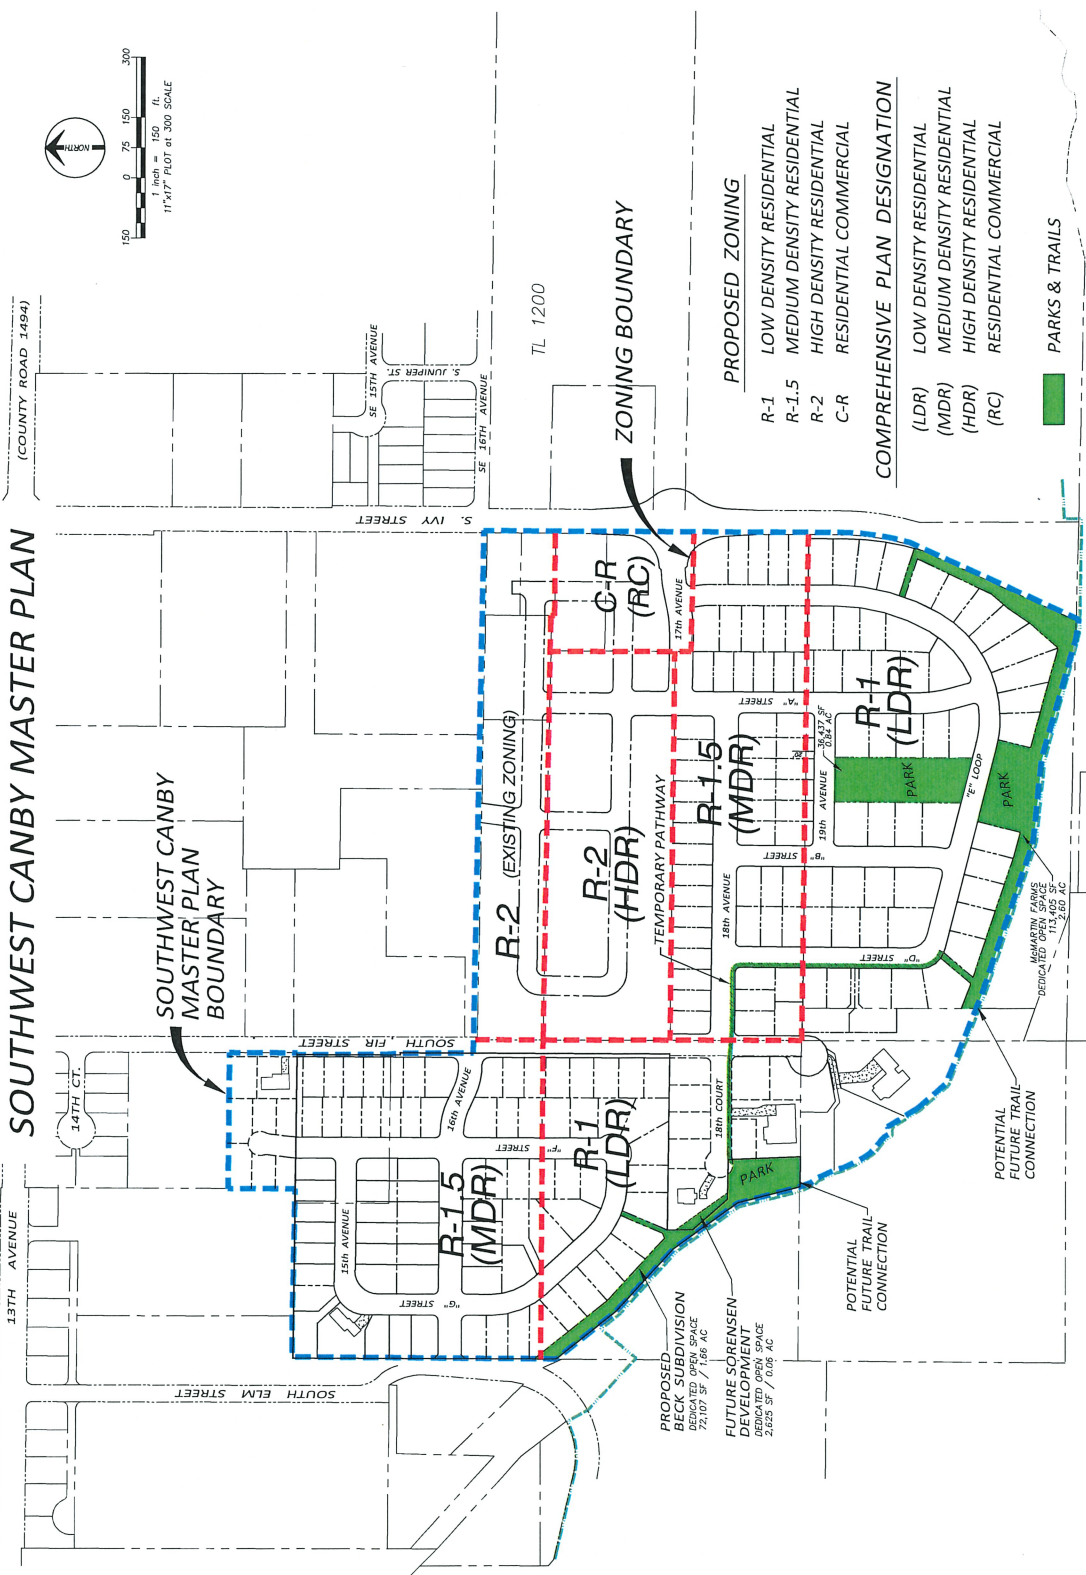 SOUTHWEST CANBY MASTER PLAN
13TH AVENUE
(COUNTY ROAD 1494)
NORTH
150 0 75 150 300
1 inch = 150 ft.
11"x17" PLOT at 300 SCALE
14TH CT.
SOUTHWEST CANBY
MASTER PLAN
BOUNDARY
SOUTH ELM STREET
SOUTH FIR STREET
S. IVY STREET
SE 15TH AVENUE
S. JUNIPER ST.
SE 16TH AVENUE
TL 1200
15th AVENUE
16th AVENUE
"F" STREET
"G" STREET
R-1.5
(MDR)
R-1
(LDR)
R-2
(EXISTING ZONING)
R-2
(HDR)
C-R
(RC)
17th AVENUE
ZONING BOUNDARY
TEMPORARY PATHWAY
R-1.5
(MDR)
"A" STREET
18th AVENUE
18th COURT
19th AVENUE
20'
36,437 SF
0.84 AC
"B" STREET
"D" STREET
R-1
(LDR)
"E" LOOP
PARK
PARK
PARK
PROPOSED
BECK SUBDIVISION
DEDICATED OPEN SPACE
72,107 SF / 1.66 AC
FUTURE SORENSEN
DEVELOPMENT
DEDICATED OPEN SPACE
2,625 SF / 0.06 AC
POTENTIAL
FUTURE TRAIL
CONNECTION
POTENTIAL
FUTURE TRAIL
CONNECTION
McMARTIN FARMS
DEDICATED OPEN SPACE
113,405 SF
2.60 AC
PROPOSED ZONING
R-1 LOW DENSITY RESIDENTIAL
R-1.5 MEDIUM DENSITY RESIDENTIAL
R-2 HIGH DENSITY RESIDENTIAL
C-R RESIDENTIAL COMMERCIAL
COMPREHENSIVE PLAN DESIGNATION
(LDR) LOW DENSITY RESIDENTIAL
(MDR) MEDIUM DENSITY RESIDENTIAL
(HDR) HIGH DENSITY RESIDENTIAL
(RC) RESIDENTIAL COMMERCIAL
PARKS & TRAILS